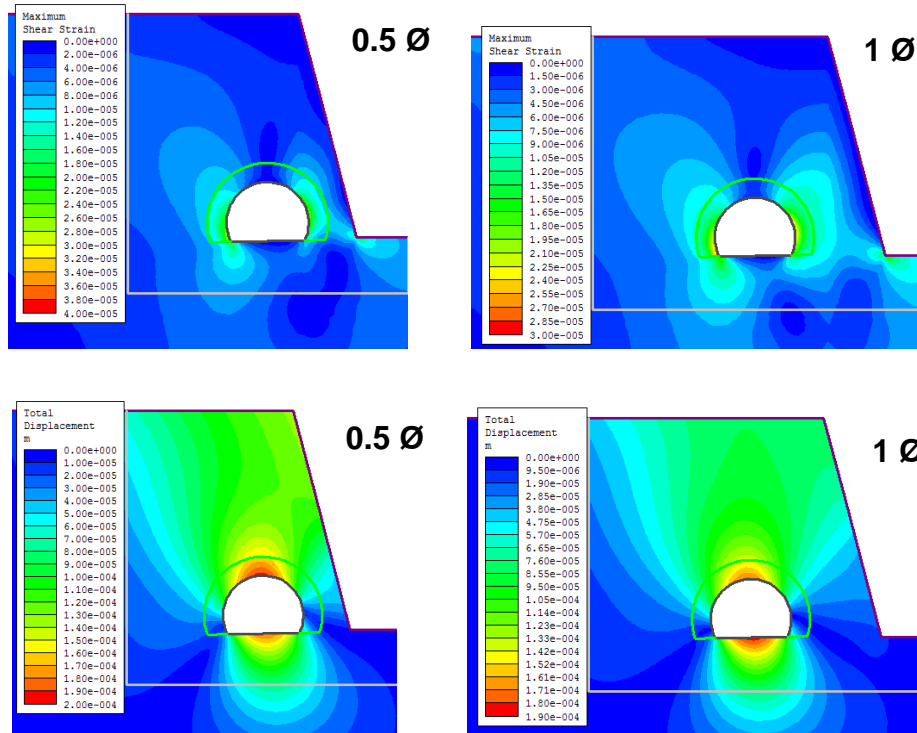 Maximum
Shear Strain
0.00e+000
2.00e-006
4.00e-006
6.00e-006
8.00e-006
1.00e-005
1.20e-005
1.40e-005
1.60e-005
1.80e-005
2.00e-005
2.20e-005
2.40e-005
2.60e-005
2.80e-005
3.00e-005
3.20e-005
3.40e-005
3.60e-005
3.80e-005
4.00e-005
0.5 Ø
Maximum
Shear Strain
0.00e+000
1.50e-006
3.00e-006
4.50e-006
6.00e-006
7.50e-006
9.00e-006
1.05e-005
1.20e-005
1.35e-005
1.50e-005
1.65e-005
1.80e-005
1.95e-005
2.10e-005
2.25e-005
2.40e-005
2.55e-005
2.70e-005
2.85e-005
3.00e-005
1 Ø
Total
Displacement
m
0.00e+000
1.00e-005
2.00e-005
3.00e-005
4.00e-005
5.00e-005
6.00e-005
7.00e-005
8.00e-005
9.00e-005
1.00e-004
1.10e-004
1.20e-004
1.30e-004
1.40e-004
1.50e-004
1.60e-004
1.70e-004
1.80e-004
1.90e-004
2.00e-004
0.5 Ø
Total
Displacement
m
0.00e+000
9.50e-006
1.90e-005
2.85e-005
3.80e-005
4.75e-005
5.70e-005
6.65e-005
7.60e-005
8.55e-005
9.50e-005
1.05e-004
1.14e-004
1.23e-004
1.33e-004
1.42e-004
1.52e-004
1.61e-004
1.71e-004
1.80e-004
1.90e-004
1 Ø